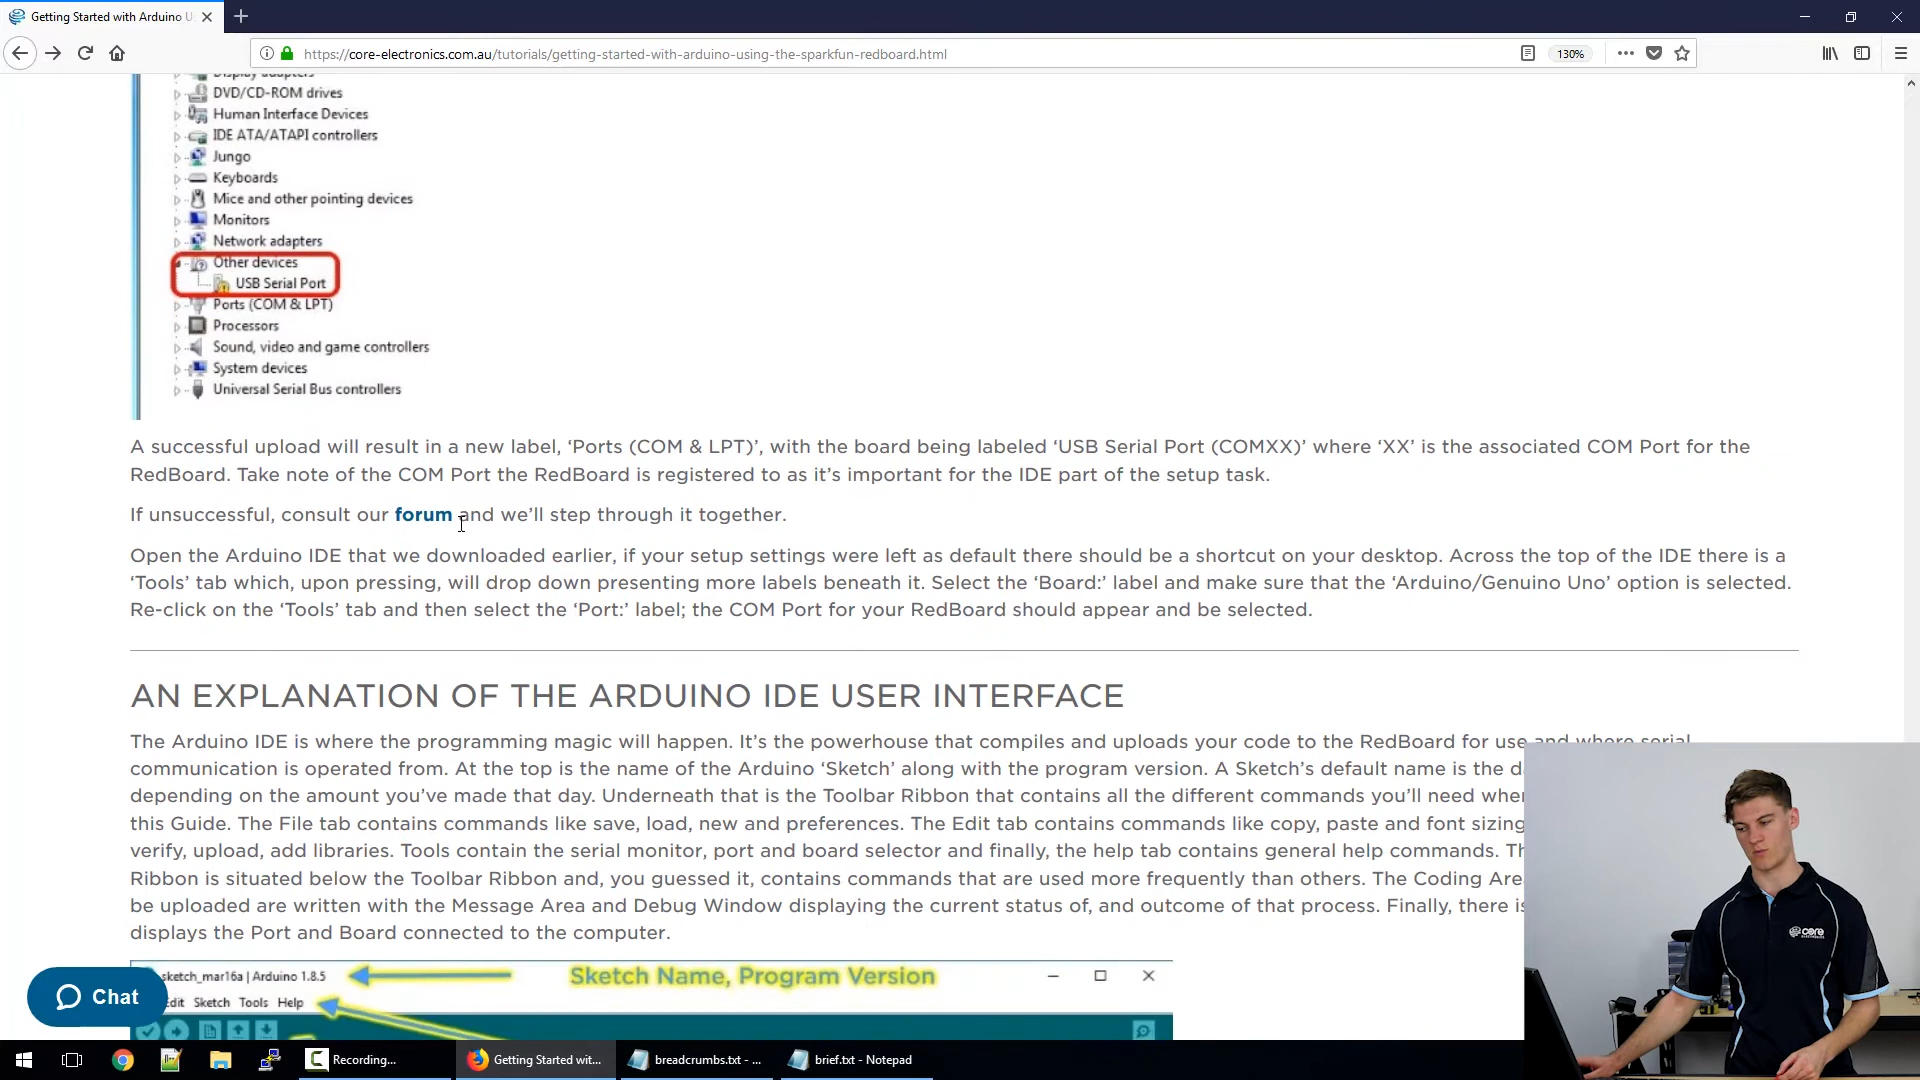 Getting Started with Arduino U
https://core-electronics.com.au/tutorials/getting-started-with-arduino-using-the-sparkfun-redboard.html
130%
Display adapters
DVD/CD-ROM drives
Human Interface Devices
IDE ATA/ATAPI controllers
Jungo
Keyboards
Mice and other pointing devices
Monitors
Network adapters
Other devices
USB Serial Port
Ports (COM & LPT)
Processors
Sound, video and game controllers
System devices
Universal Serial Bus controllers
A successful upload will result in a new label, ‘Ports (COM & LPT)’, with the board being labeled ‘USB Serial Port (COMXX)’ where ‘XX’ is the associated COM Port for the
RedBoard. Take note of the COM Port the RedBoard is registered to as it’s important for the IDE part of the setup task.
If unsuccessful, consult our forum and we’ll step through it together.
Open the Arduino IDE that we downloaded earlier, if your setup settings were left as default there should be a shortcut on your desktop. Across the top of the IDE there is a
‘Tools’ tab which, upon pressing, will drop down presenting more labels beneath it. Select the ‘Board:’ label and make sure that the ‘Arduino/Genuino Uno’ option is selected.
Re-click on the ‘Tools’ tab and then select the ‘Port:’ label; the COM Port for your RedBoard should appear and be selected.
AN EXPLANATION OF THE ARDUINO IDE USER INTERFACE
The Arduino IDE is where the programming magic will happen. It’s the powerhouse that compiles and uploads your code to the RedBoard for use and where serial
communication is operated from. At the top is the name of the Arduino ‘Sketch’ along with the program version. A Sketch’s default name is the d
depending on the amount you’ve made that day. Underneath that is the Toolbar Ribbon that contains all the different commands you’ll need whe
this Guide. The File tab contains commands like save, load, new and preferences. The Edit tab contains commands like copy, paste and font sizing
verify, upload, add libraries. Tools contain the serial monitor, port and board selector and finally, the help tab contains general help commands. Th
Ribbon is situated below the Toolbar Ribbon and, you guessed it, contains commands that are used more frequently than others. The Coding Are
be uploaded are written with the Message Area and Debug Window displaying the current status of, and outcome of that process. Finally, there is
displays the Port and Board connected to the computer.
sketch_mar16a | Arduino 1.8.5
Sketch Name, Program Version
dit Sketch Tools Help
Chat
core
ELECTRONICS
Recording...
Getting Started wit...
breadcrumbs.txt - ...
brief.txt - Notepad